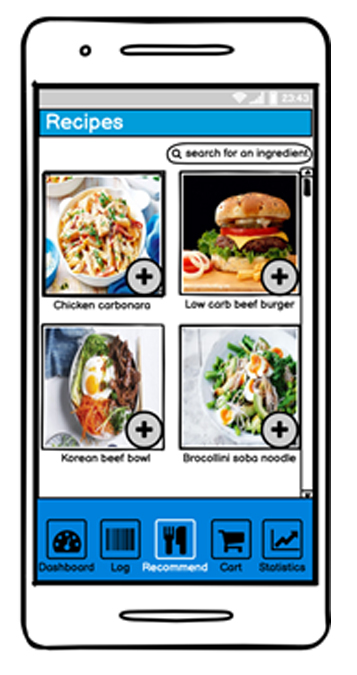 23:43
Recipes
search for an ingredient
Chicken carbonara
Low carb beef burger
Korean beef bowl
Brocollini soba noodle
Dashboard
Log
Recommend
Cart
Statistics